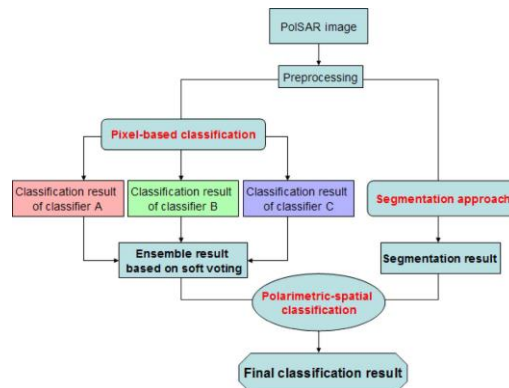 PolSAR image
Preprocessing
Pixel-based classification
Classification result
of classifier A
Classification result
of classifier B
Classification result
of classifier C
Segmentation approach
Ensemble result
based on soft voting
Segmentation result
Polarimetric-spatial
classification
Final classification result